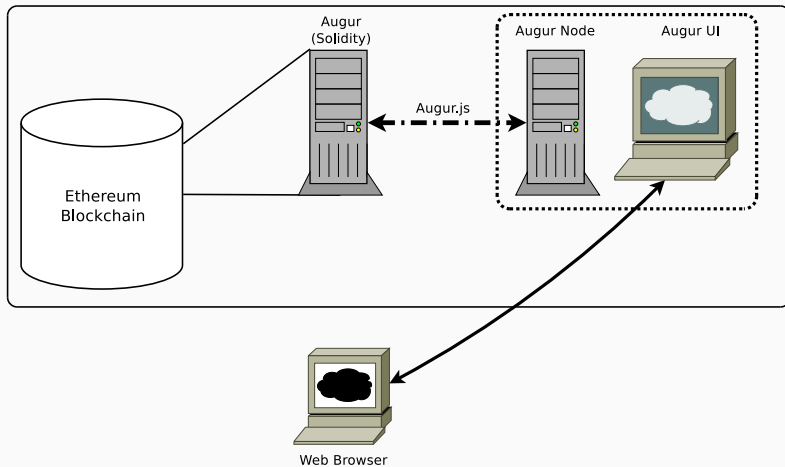 Augur
(Solidity)
Augur Node
Augur UI
Augur.js
Ethereum
Blockchain
Web Browser